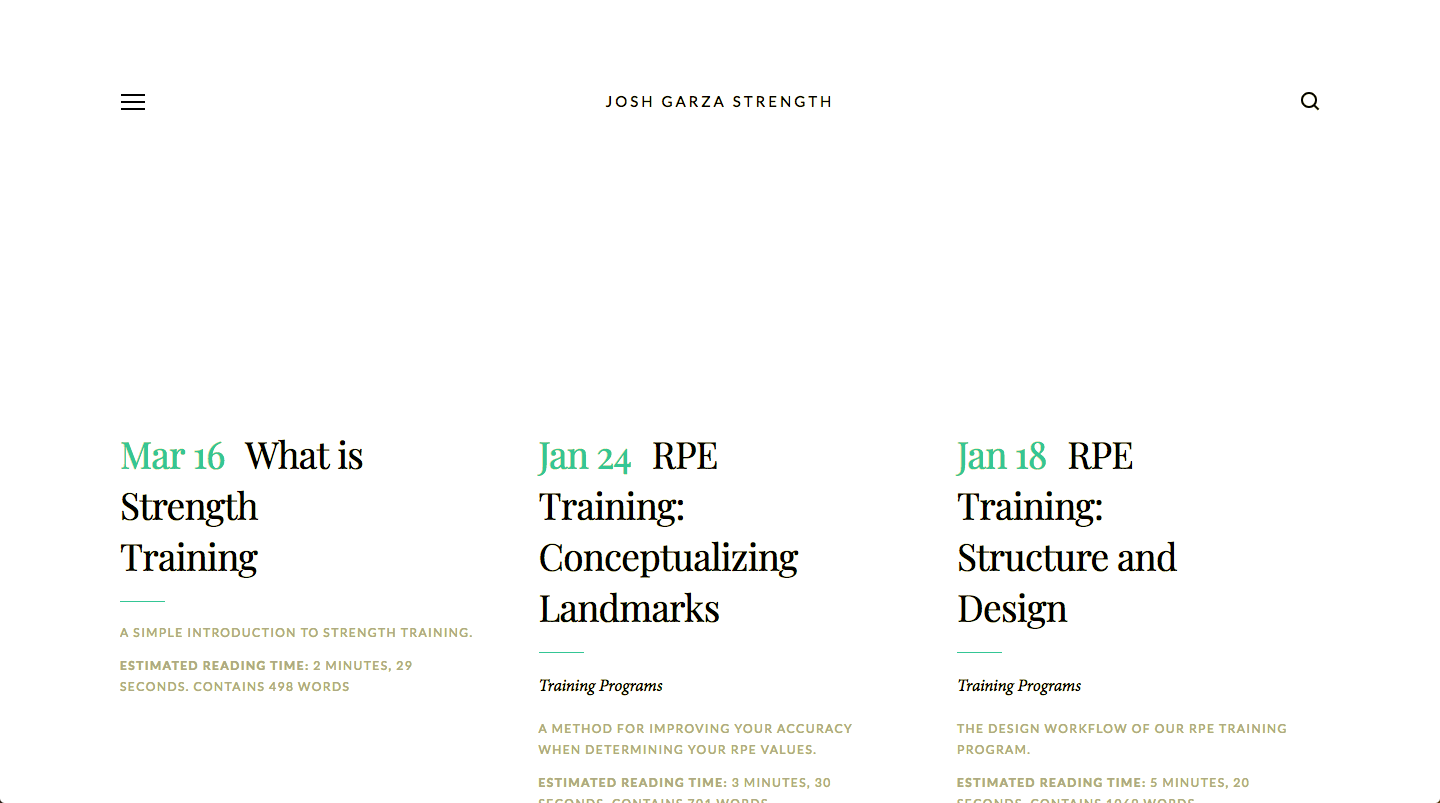 JOSH GARZA STRENGTH
Mar 16 What is
Strength
Training
A SIMPLE INTRODUCTION TO STRENGTH TRAINING.
ESTIMATED READING TIME: 2 MINUTES, 29
SECONDS. CONTAINS 498 WORDS
Jan 24 RPE
Training:
Conceptualizing
Landmarks
Training Programs
A METHOD FOR IMPROVING YOUR ACCURACY
WHEN DETERMINING YOUR RPE VALUES.
ESTIMATED READING TIME: 3 MINUTES, 30
SECONDS. CONTAINS 701 WORDS
Jan 18 RPE
Training:
Structure and
Design
Training Programs
THE DESIGN WORKFLOW OF OUR RPE TRAINING
PROGRAM.
ESTIMATED READING TIME: 5 MINUTES, 20
SECONDS. CONTAINS WORDS